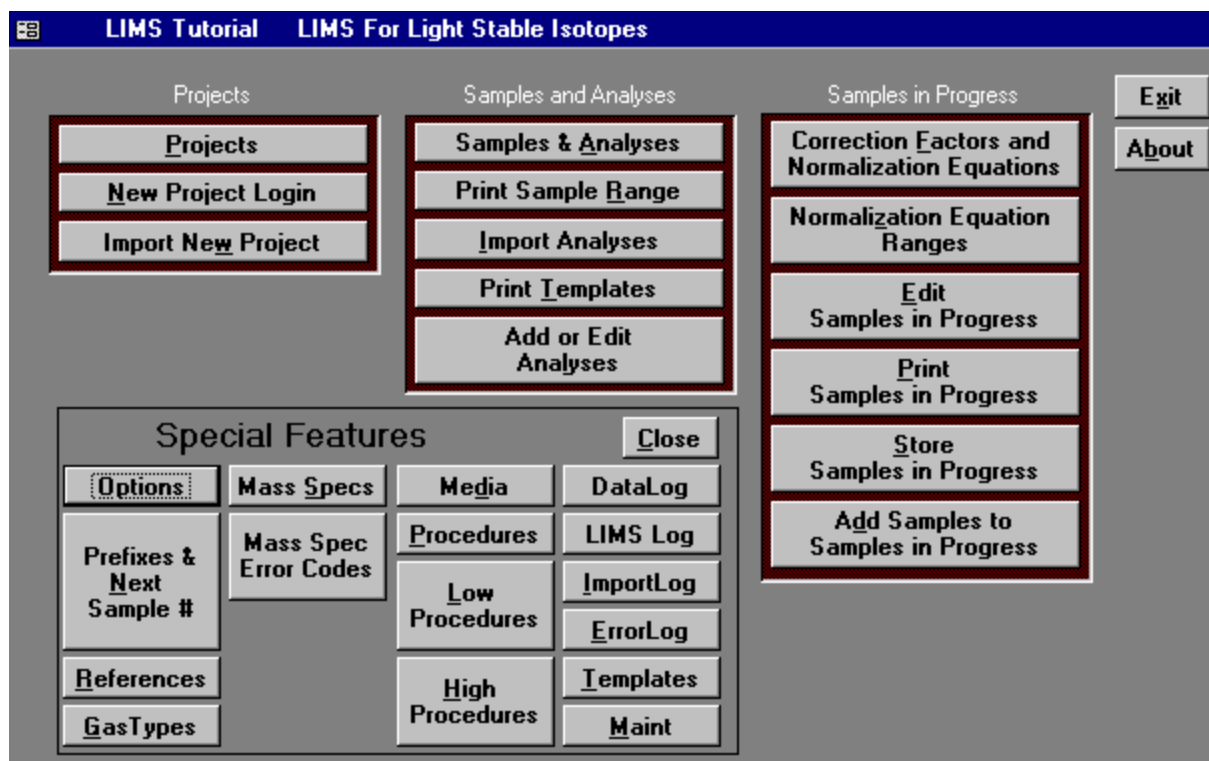 LIMS Tutorial LIMS For Light Stable Isotopes
Projects
Projects
New Project Login
Import New Project
Samples and Analyses
Samples & Analyses
Print Sample Range
Import Analyses
Print Templates
Add or Edit
Analyses
Samples in Progress
Correction Factors and
Normalization Equations
Normalization Equation
Ranges
Edit
Samples in Progress
Print
Samples in Progress
Store
Samples in Progress
Add Samples to
Samples in Progress
Exit
About
Special Features
Close
Options
Prefixes &
Next
Sample #
References
GasTypes
Mass Specs
Mass Spec
Error Codes
Media
Procedures
Low
Procedures
High
Procedures
DataLog
LIMS Log
ImportLog
ErrorLog
Templates
Maint